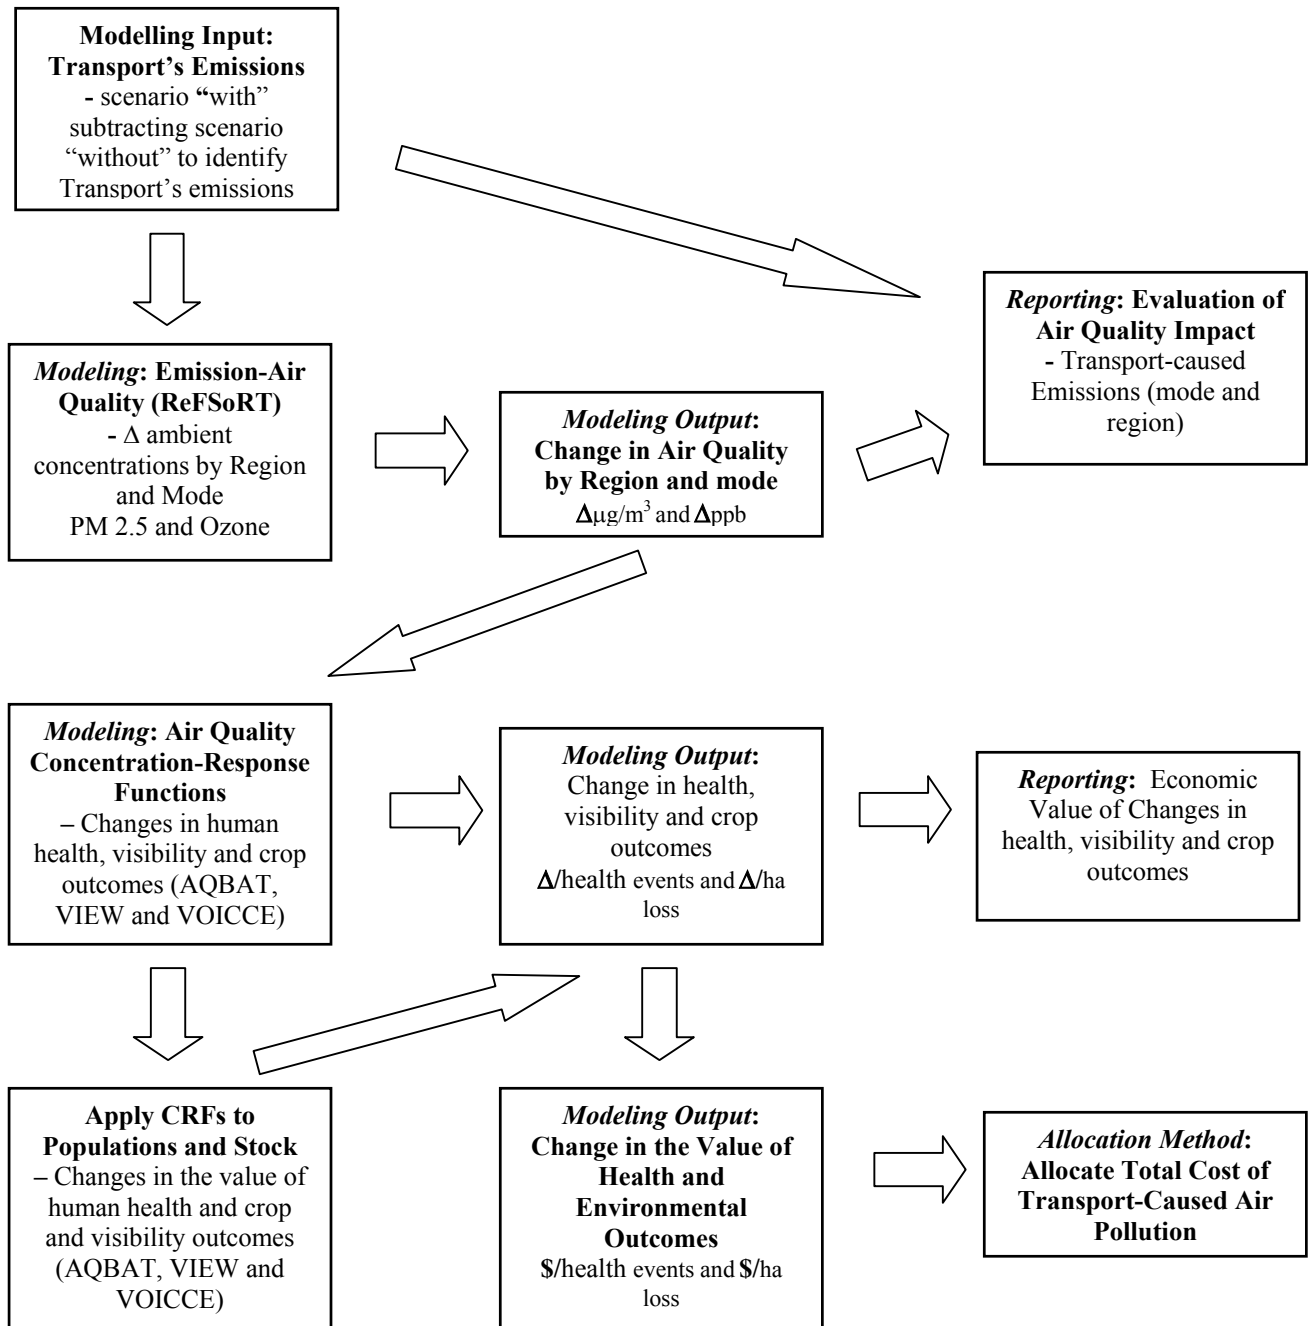 Modelling Input:
Transport's Emissions
- scenario "with"
subtracting scenario
"without" to identify
Transport's emissions
Reporting: Evaluation of
Air Quality Impact
- Transport-caused
Emissions (mode and
region)
Modeling: Emission-Air
Quality (ReFSoRT)
- Δ ambient
concentrations by Region
and Mode
PM 2.5 and Ozone
Modeling Output:
Change in Air Quality
by Region and mode
Δµg/m³ and Δppb
Modeling: Air Quality
Concentration-Response
Functions
– Changes in human
health, visibility and crop
outcomes (AQBAT,
VIEW and VOICCE)
Modeling Output:
Change in health,
visibility and crop
outcomes
Δ/health events and Δ/ha
loss
Reporting: Economic
Value of Changes in
health, visibility and crop
outcomes
Apply CRFs to
Populations and Stock
– Changes in the value of
human health and crop
and visibility outcomes
(AQBAT, VIEW and
VOICCE)
Modeling Output:
Change in the Value of
Health and
Environmental
Outcomes
$/health events and $/ha
loss
Allocation Method:
Allocate Total Cost of
Transport-Caused Air
Pollution